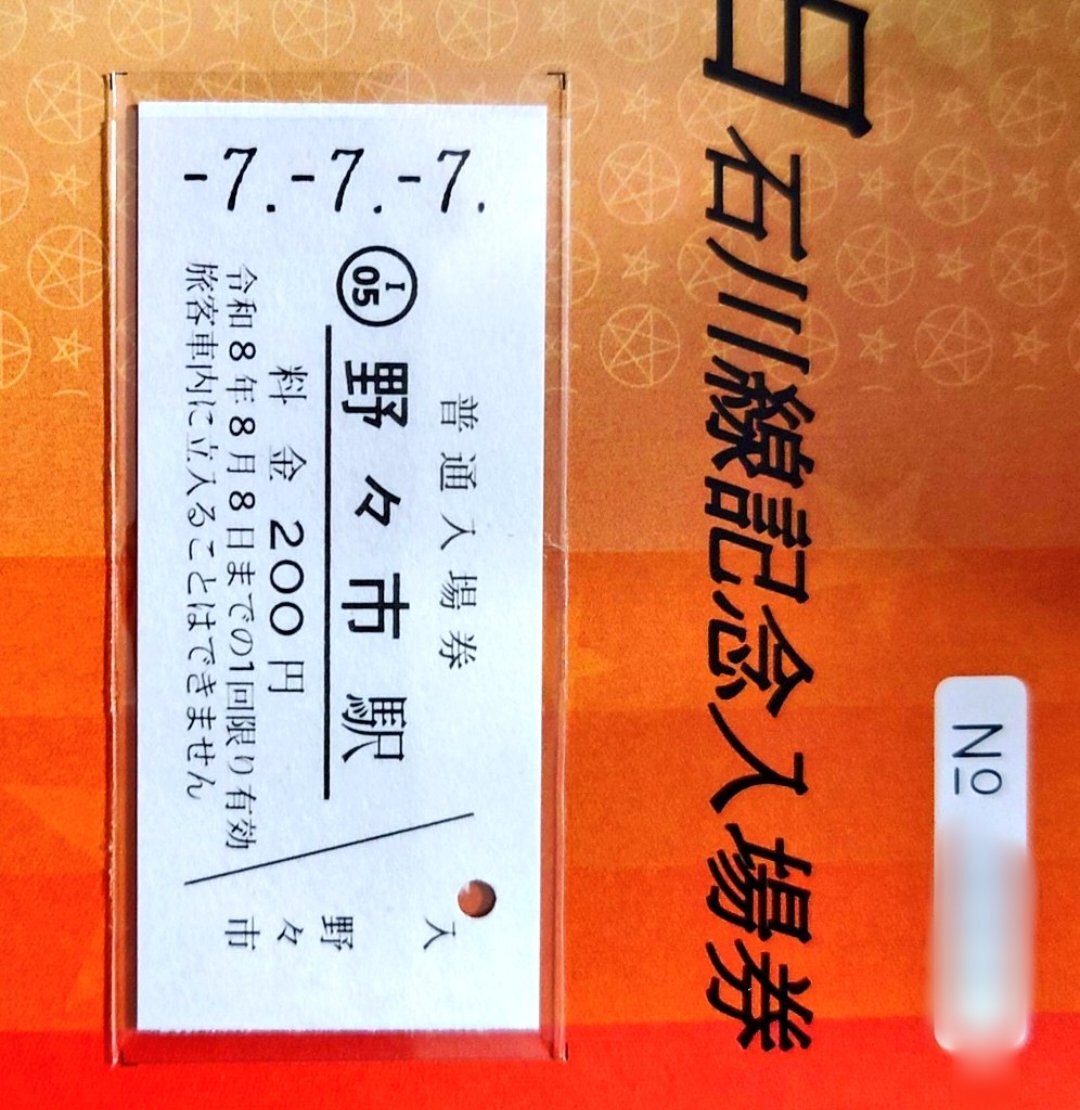 日 石川線記念入場券
№
-7.-7.-7.
普通入場券
I
05
野々市駅
料金 200円
令和8年8月8日までの1回限り有効
旅客車内に立入ることはできません
入
野
々
市